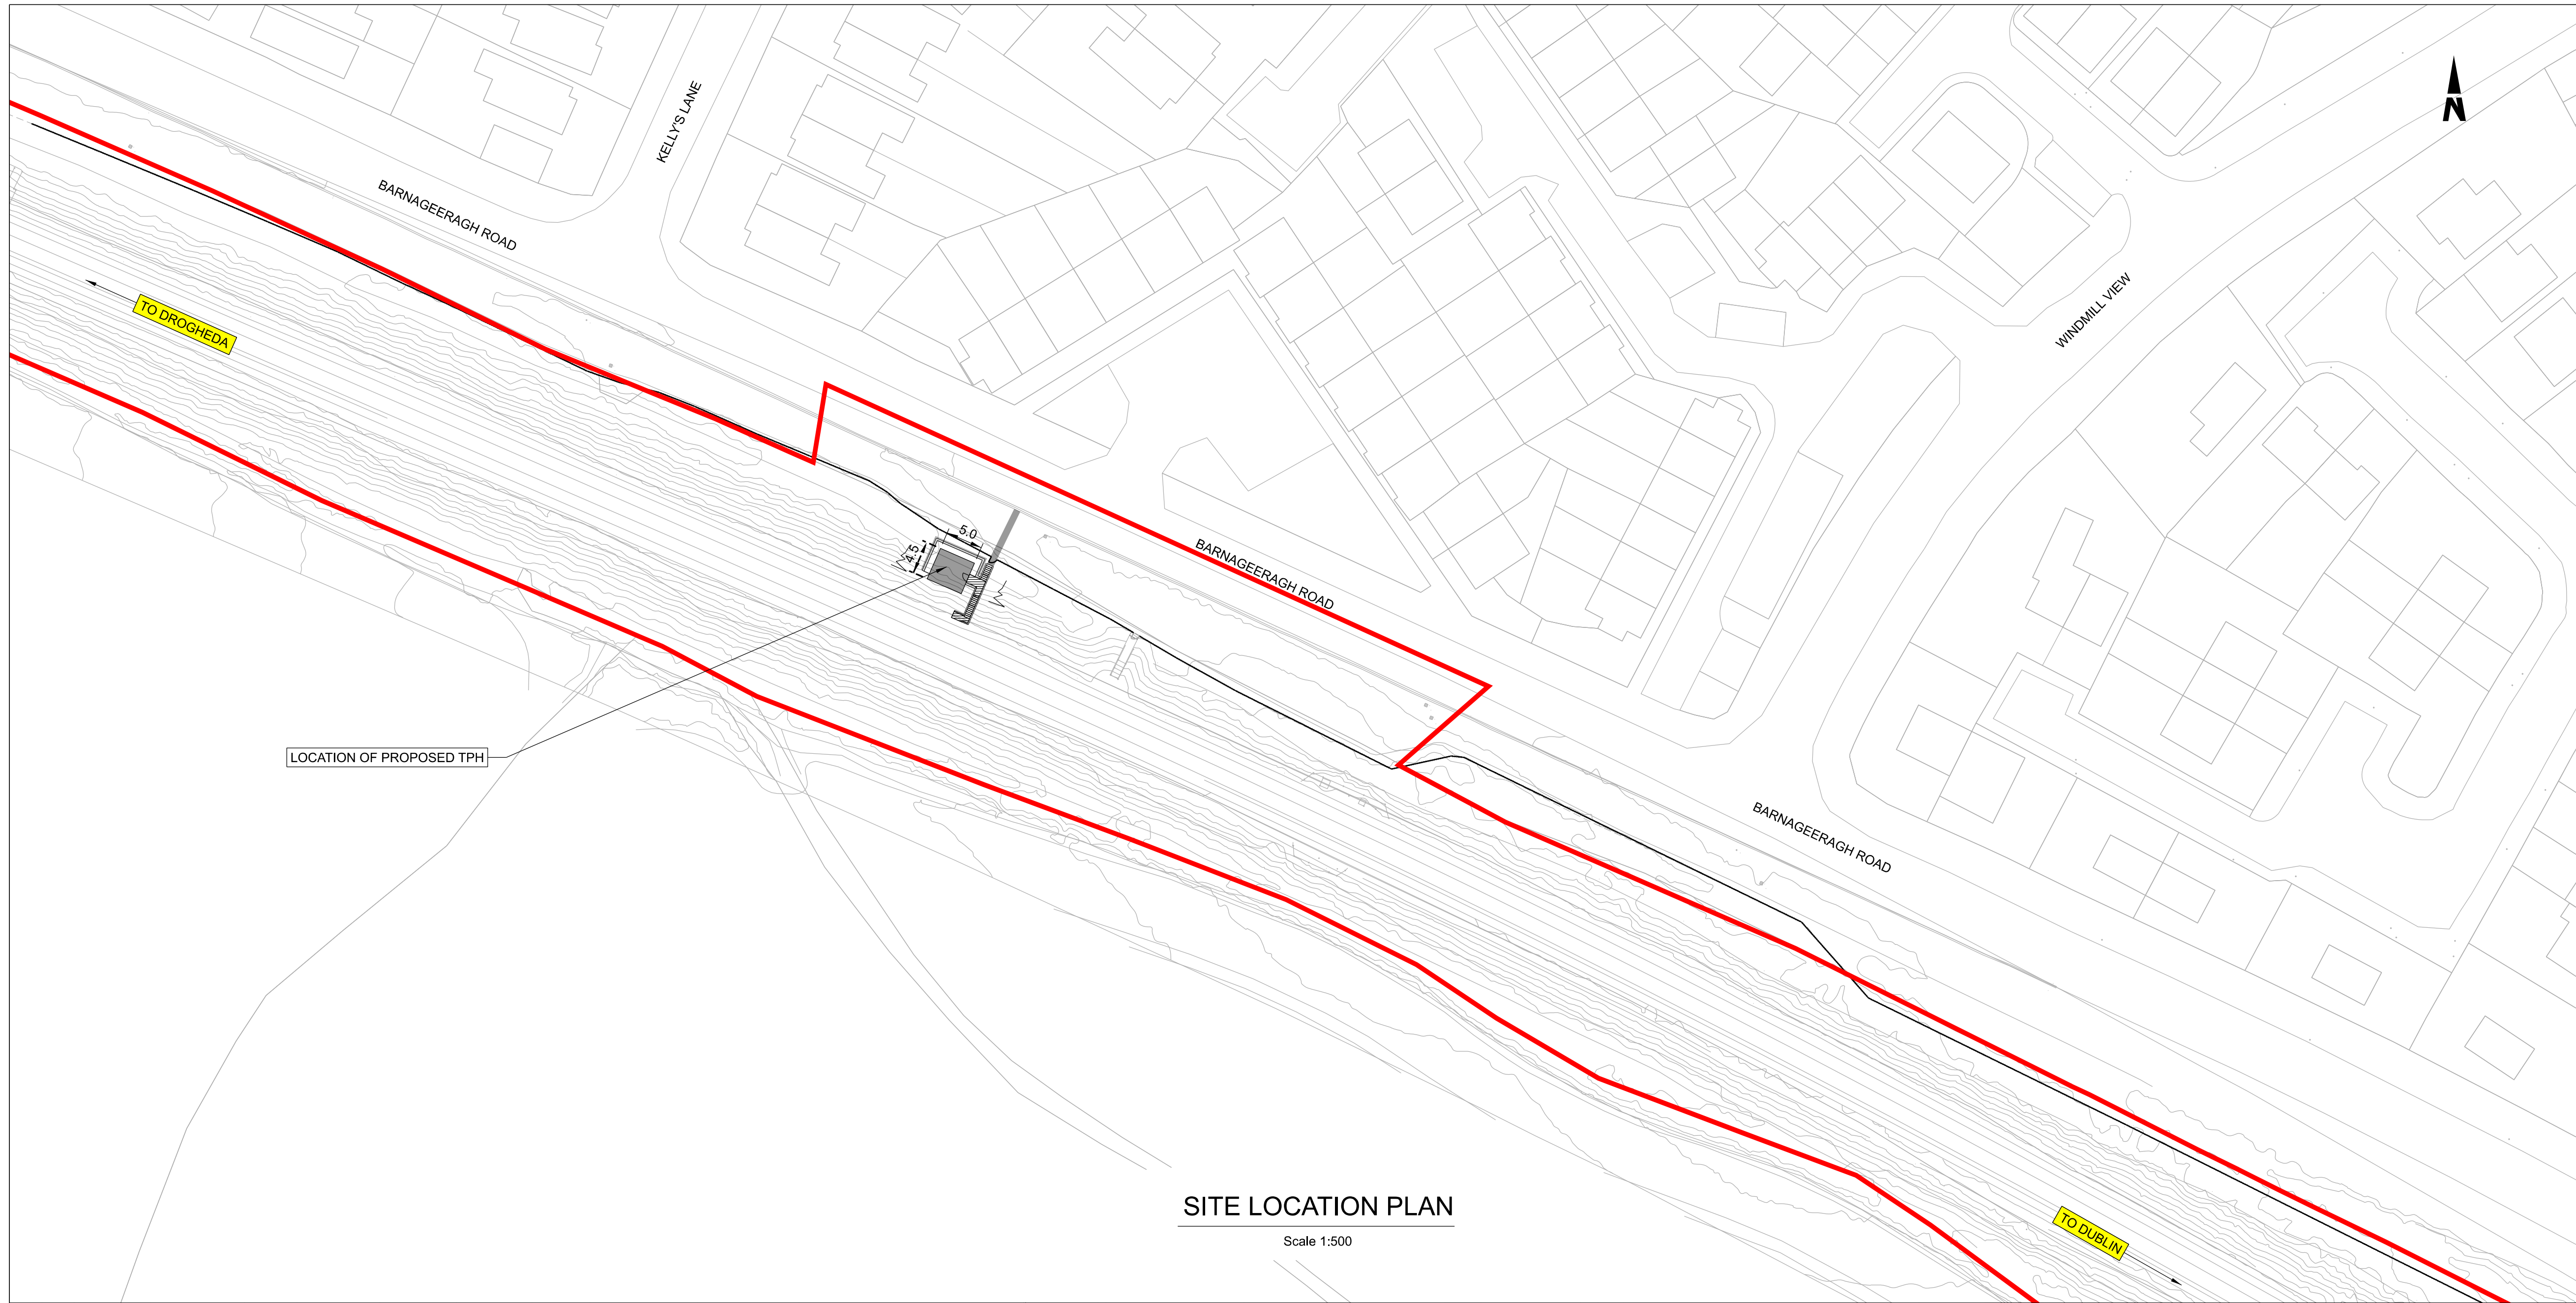 N
KELLY'S LANE
BARNAGEERAGH ROAD
TO DROGHEDA
WINDMILL VIEW
5.0
4.5
BARNAGEERAGH ROAD
LOCATION OF PROPOSED TPH
BARNAGEERAGH ROAD
SITE LOCATION PLAN
Scale 1:500
TO DUBLIN